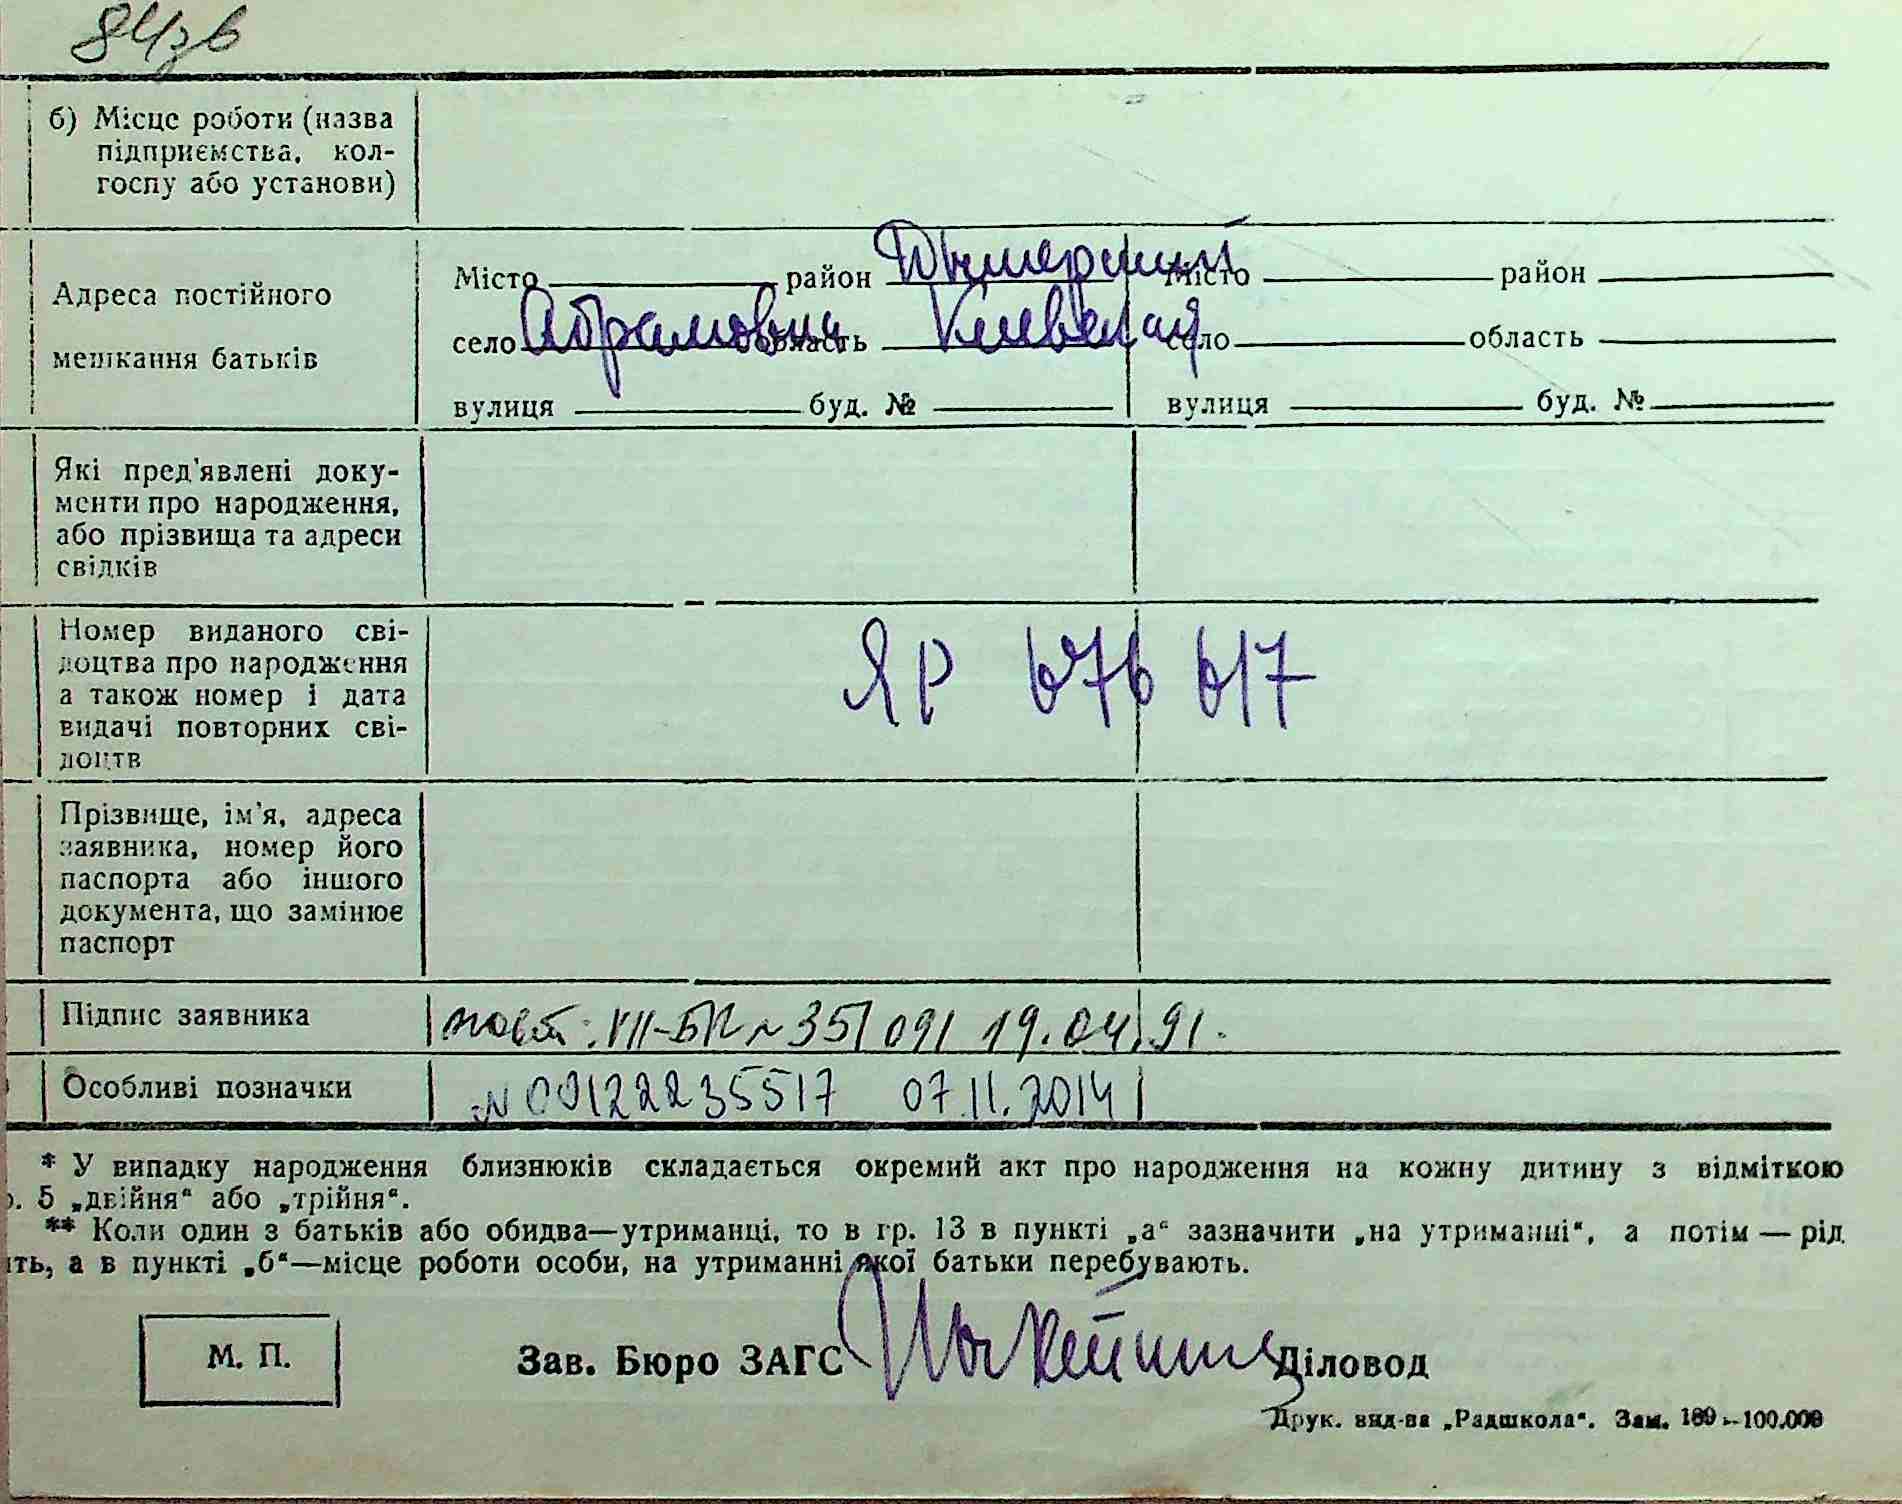 84зв
б) Місце роботи (назва
підприємства, кол-
госпу або установи)
Адреса постійного
мешкання батьків
Місто район Дымерский Місто район
село Абрамовка область Киевская село область
вулиця буд. № вулиця буд. №
Які пред'явлені доку-
менти про народження,
або прізвища та адреси
свідків
Номер виданого сві-
доцтва про народження
а також номер і дата
видачі повторних сві-
доцтв
ЯР 676 617
Прізвище, ім'я, адреса
заявника, номер його
паспорта або іншого
документа, що замінює
паспорт
Підпис заявника
повт: VII-БК № 351091 19.04.91.
Особливі позначки
№ 00122235517 07.11.2014
* У випадку народження близнюків складається окремий акт про народження на кожну дитину з відміткою
р. 5 „двійня“ або „трійня“.
** Коли один з батьків або обидва—утриманці, то в гр. 13 в пункті „а“ зазначити „на утриманні“, а потім — рід
ть, а в пункті „б“—місце роботи особи, на утриманні якої батьки перебувають.
М. П.
Зав. Бюро ЗАГС Діловод
Друк. вид-ва „Радшкола“. Зам. 189 — 100.000